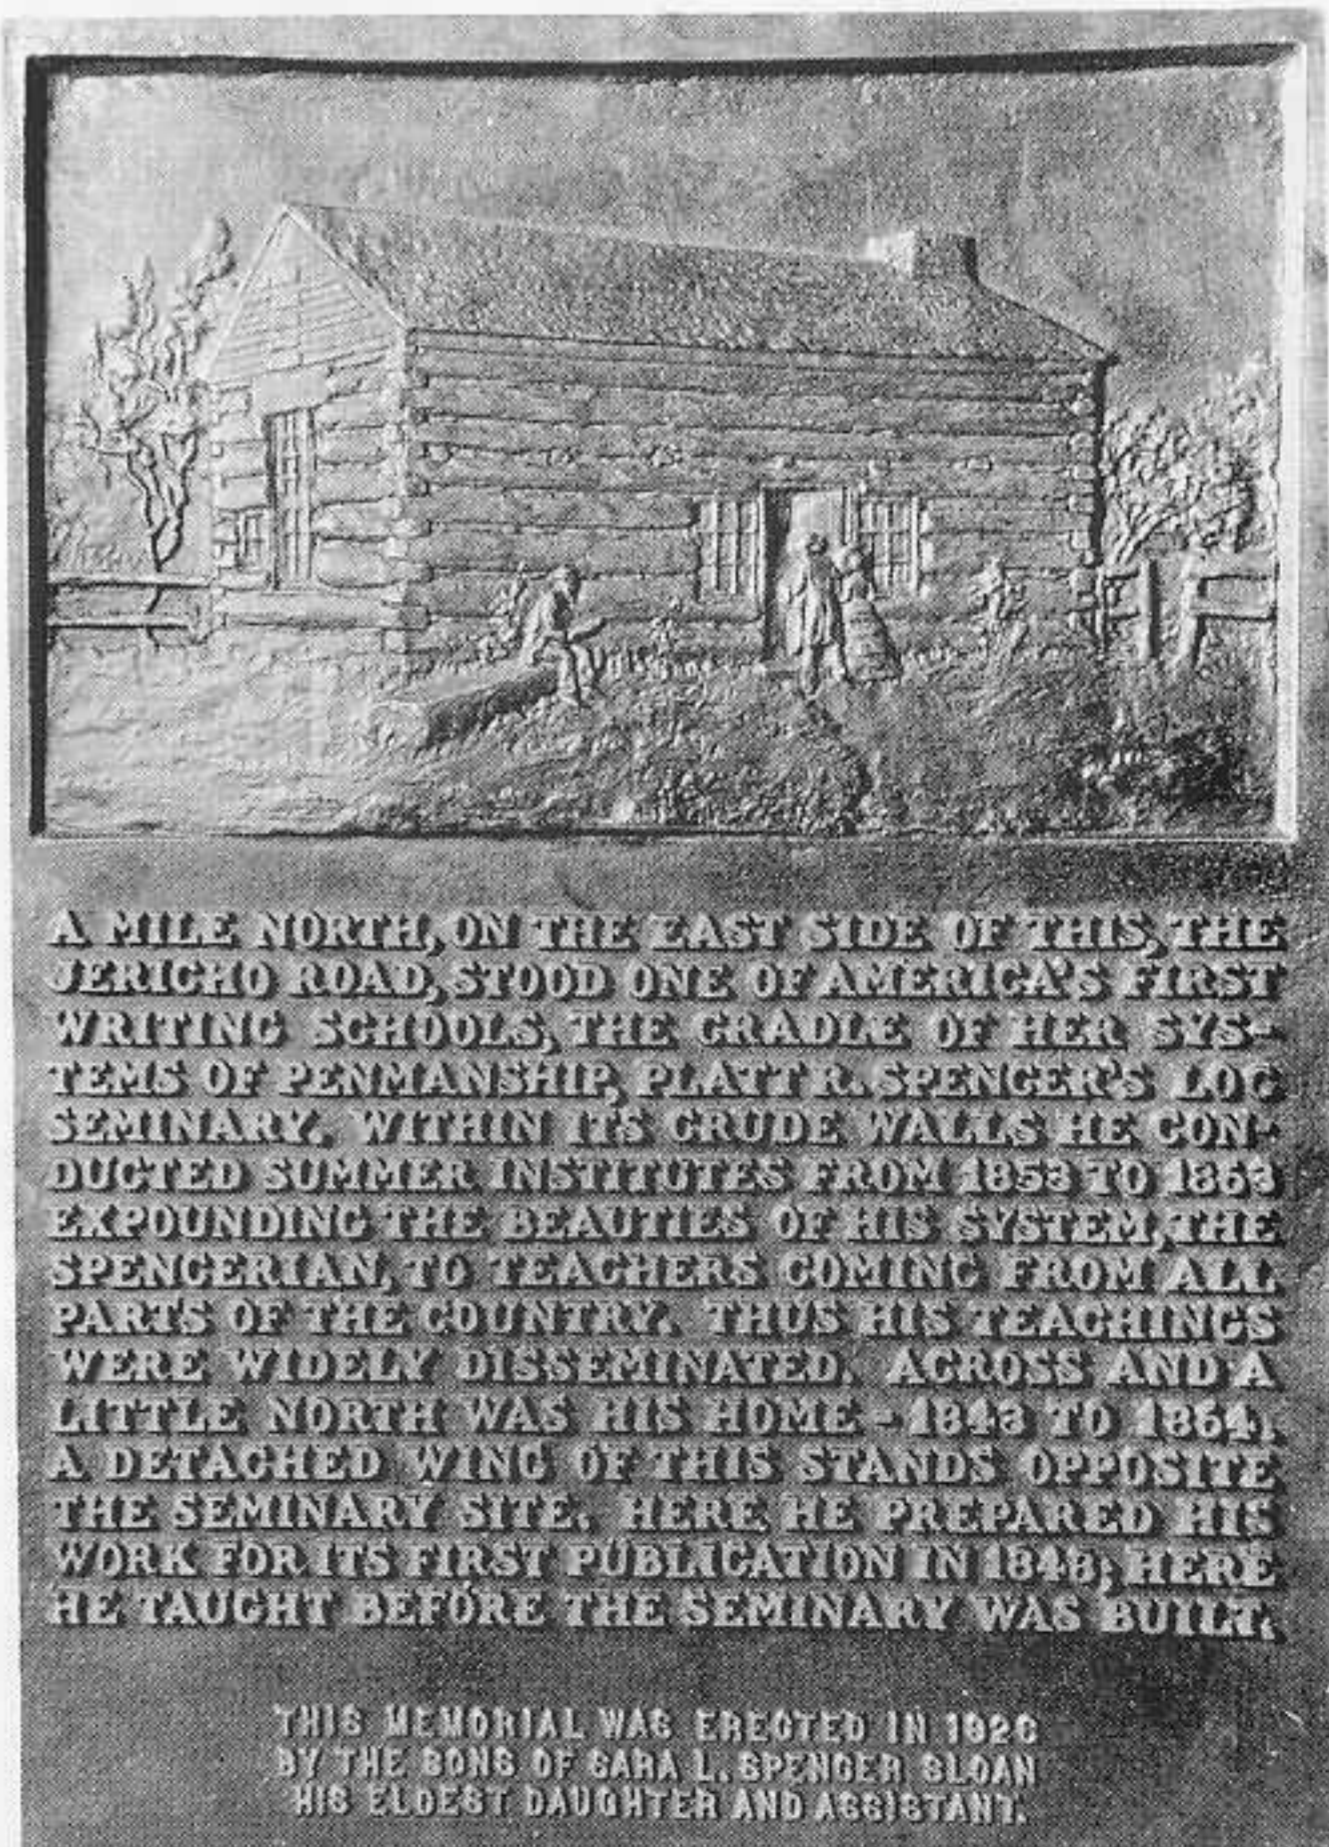 A MILE NORTH, ON THE EAST SIDE OF THIS, THE
JERICHO ROAD, STOOD ONE OF AMERICA'S FIRST
WRITING SCHOOLS, THE CRADLE OF HER SYS-
TEMS OF PENMANSHIP, PLATT R. SPENCER'S LOG
SEMINARY. WITHIN ITS CRUDE WALLS HE CON-
DUCTED SUMMER INSTITUTES FROM 1853 TO 1863
EXPOUNDING THE BEAUTIES OF HIS SYSTEM, THE
SPENCERIAN, TO TEACHERS COMING FROM ALL
PARTS OF THE COUNTRY. THUS HIS TEACHINGS
WERE WIDELY DISSEMINATED. ACROSS AND A
LITTLE NORTH WAS HIS HOME - 1843 TO 1864.
A DETACHED WING OF THIS STANDS OPPOSITE
THE SEMINARY SITE. HERE HE PREPARED HIS
WORK FOR ITS FIRST PUBLICATION IN 1848; HERE
HE TAUGHT BEFORE THE SEMINARY WAS BUILT.
THIS MEMORIAL WAS ERECTED IN
BY THE SONS OF SARA L. SPENCER SLOAN
HIS ELDEST DAUGHTER AND ASSISTANT.